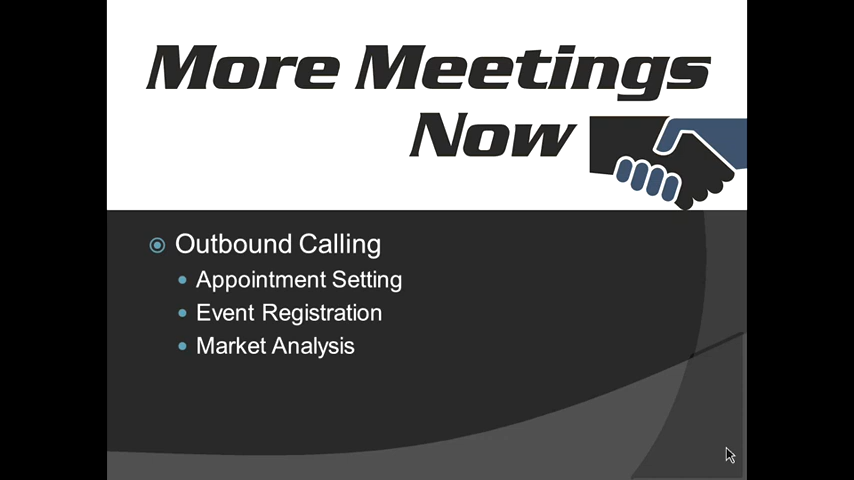 More Meetings
Now
Outbound Calling
Appointment Setting
Event Registration
Market Analysis